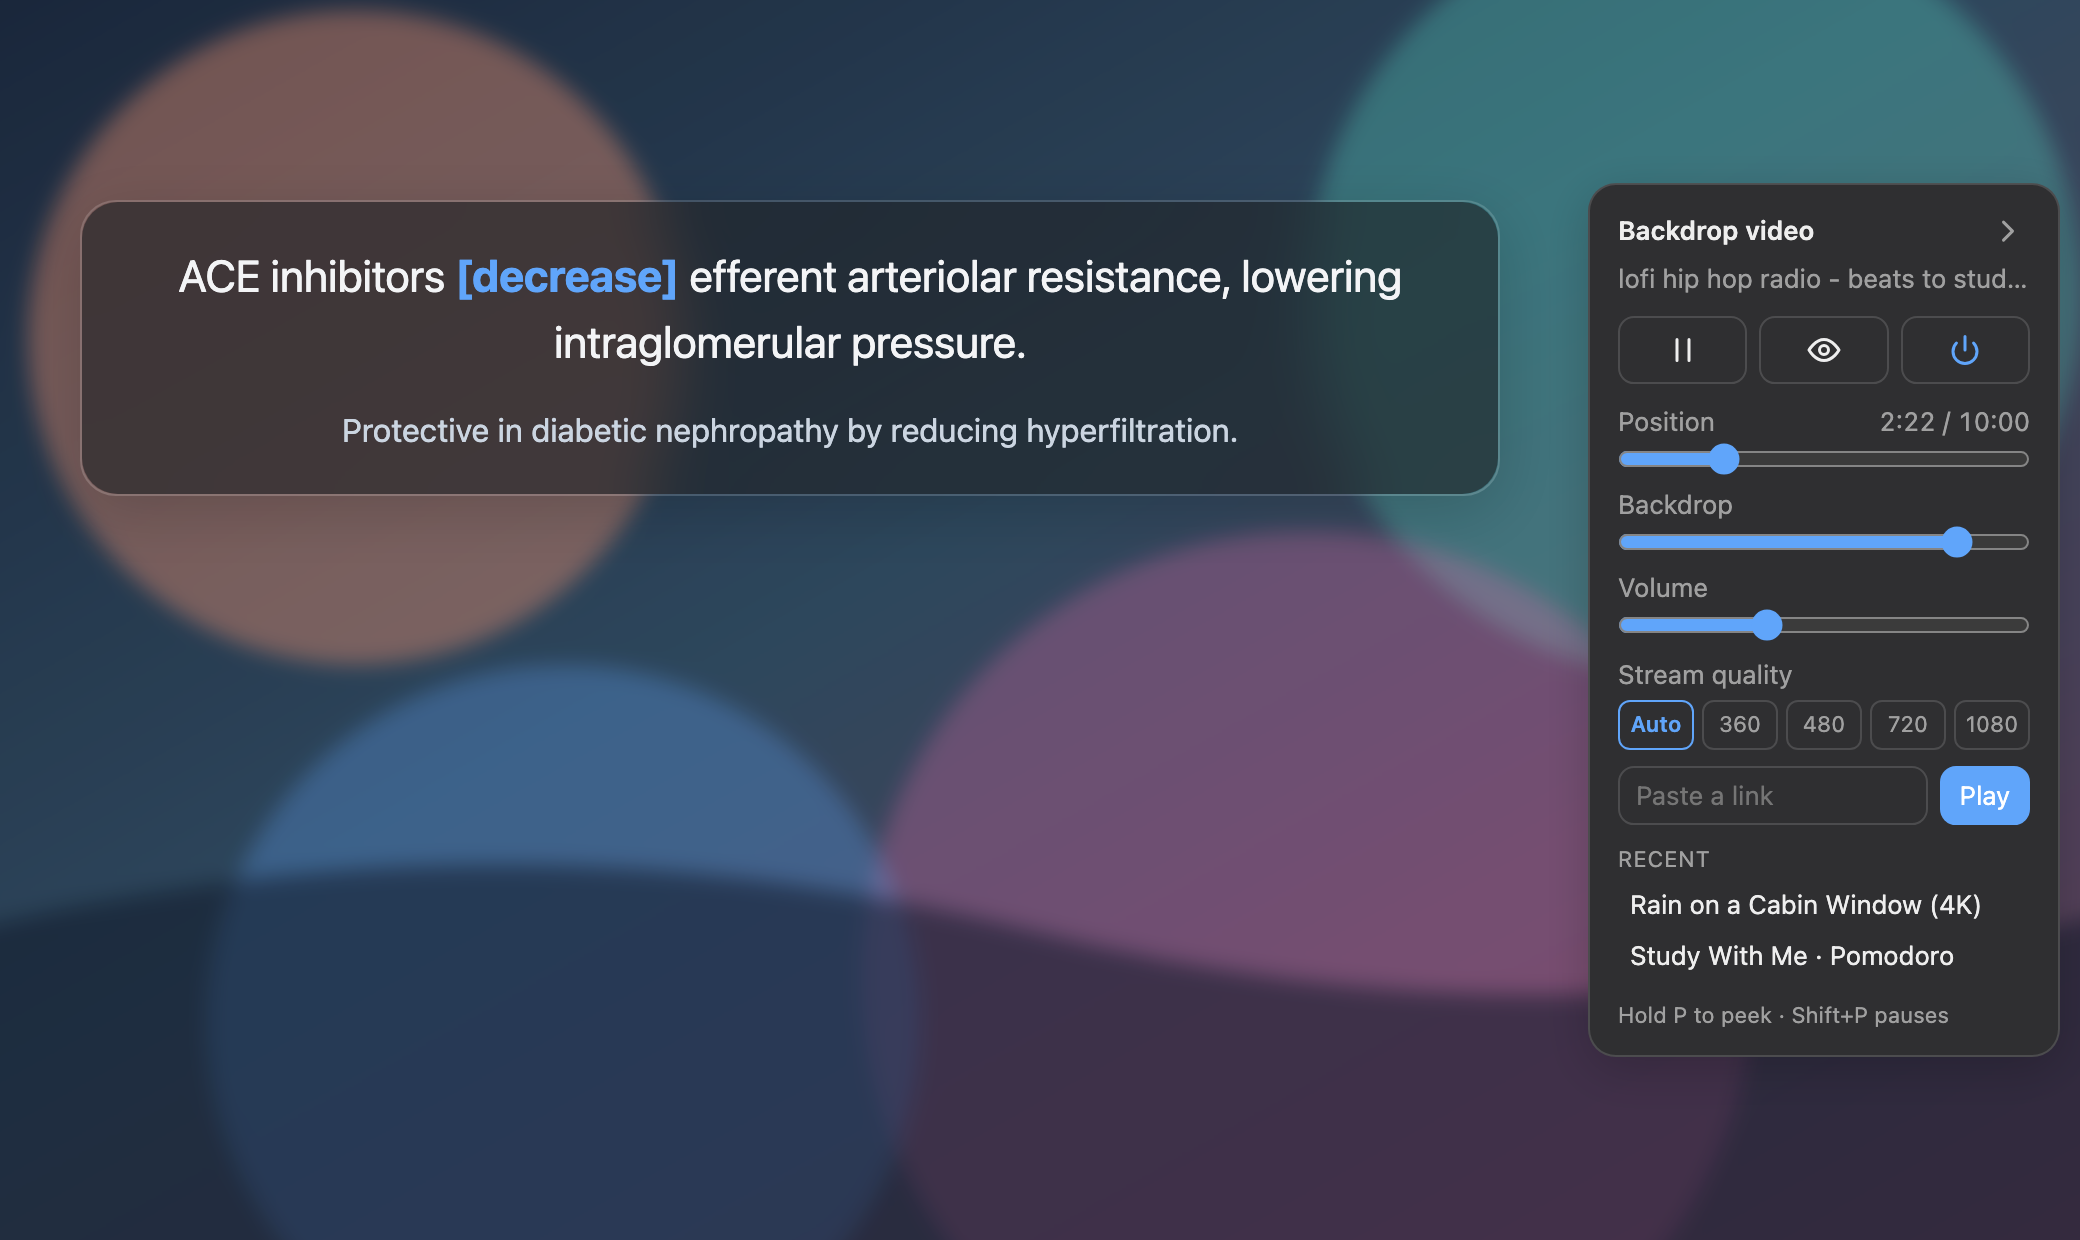 ACE inhibitors [decrease] efferent arteriolar resistance, lowering
intraglomerular pressure.
Protective in diabetic nephropathy by reducing hyperfiltration.
Backdrop video
lofi hip hop radio - beats to stud...
Position 2:22 / 10:00
Backdrop
Volume
Stream quality
Auto 360 480 720 1080
Paste a link Play
RECENT
Rain on a Cabin Window (4K)
Study With Me · Pomodoro
Hold P to peek · Shift+P pauses